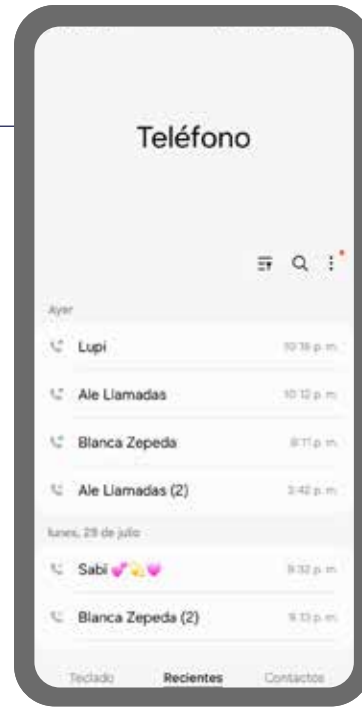 Teléfono
Ayer
Lupi 10:18 p. m.
Ale Llamadas 10:12 p. m.
Blanca Zepeda 8:11 p. m.
Ale Llamadas (2) 3:42 p. m.
lunes, 29 de julio
Sabi 💕💫💗 9:32 p. m.
Blanca Zepeda (2) 9:13 p. m.
Teclado Recientes Contactos